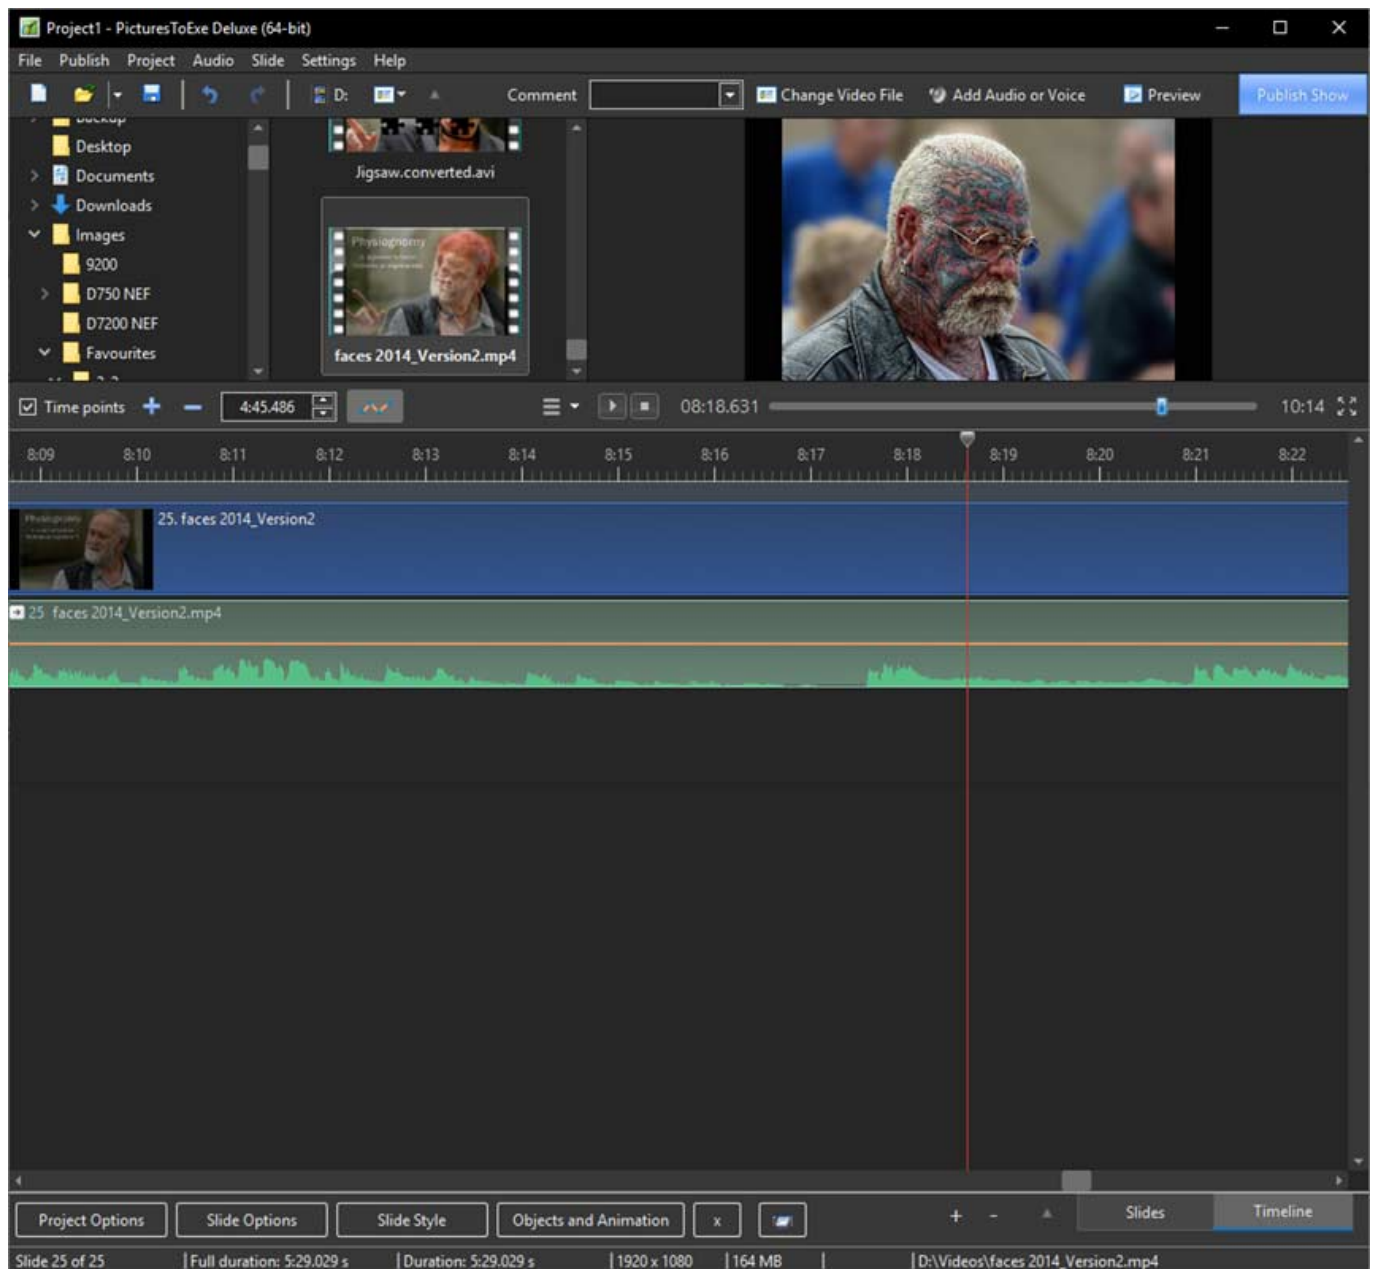 Project1 - PicturesToExe Deluxe (64-bit)
File Publish Project Audio Slide Settings Help
D: Comment Change Video File Add Audio or Voice Preview Publish Show
Backup
Desktop
Documents
Downloads
Images
9200
D750 NEF
D7200 NEF
Favourites
Jigsaw.converted.avi
Physiognomy
faces 2014_Version2.mp4
Time points 4:45.486 08:18.631 10:14
8:09 8:10 8:11 8:12 8:13 8:14 8:15 8:16 8:17 8:18 8:19 8:20 8:21 8:22
Physiognomy
25. faces 2014_Version2
25 faces 2014_Version2.mp4
Project Options Slide Options Slide Style Objects and Animation x + - Slides Timeline
Slide 25 of 25 Full duration: 5:29.029 s Duration: 5:29.029 s 1920 x 1080 164 MB D:\Videos\faces 2014_Version2.mp4